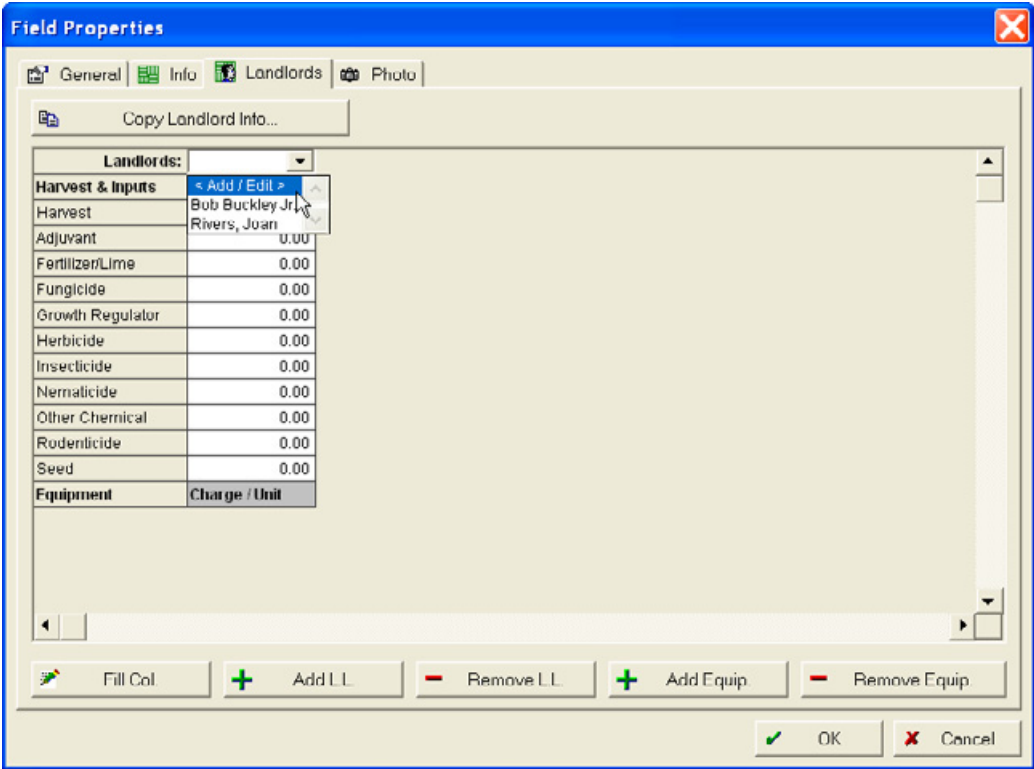 Field Properties
General Info Landlords Photo
Copy Landlord Info...
Landlords:
Harvest & Inputs < Add / Edit >
Harvest Bob Buckley Jr.
Rivers, Joan
Adjuvant 0.00
Fertilizer/Lime 0.00
Fungicide 0.00
Growth Regulator 0.00
Herbicide 0.00
Insecticide 0.00
Nematicide 0.00
Other Chemical 0.00
Rodenticide 0.00
Seed 0.00
Equipment Charge / Unit
Fill Col. Add L.L. Remove L.L. Add Equip. Remove Equip.
OK Cancel